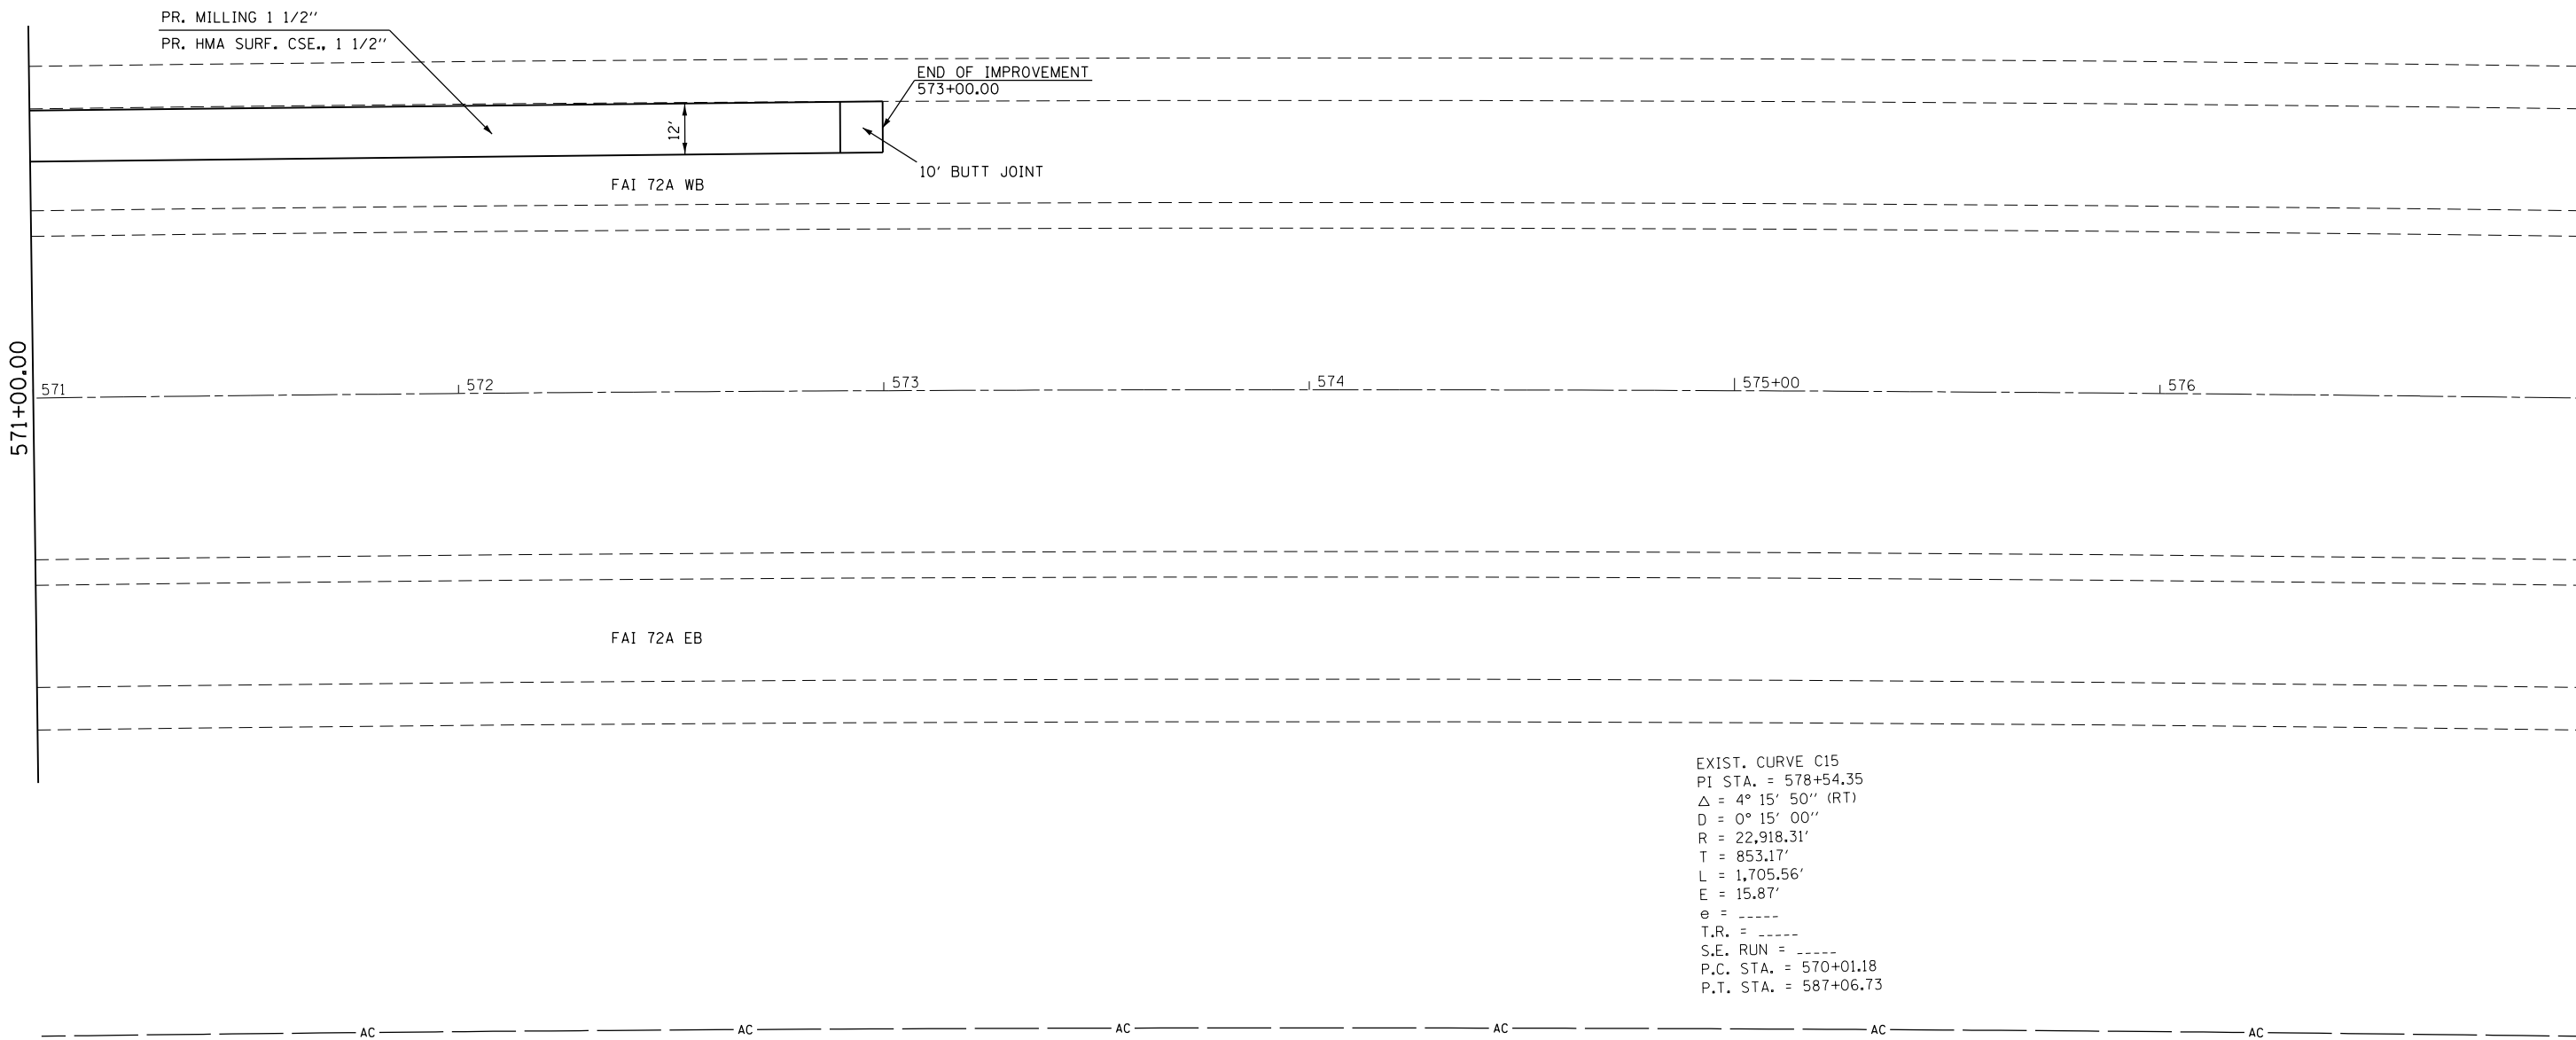 PR. MILLING 1 1/2''
PR. HMA SURF. CSE., 1 1/2''
END OF IMPROVEMENT
573+00.00
12'
10' BUTT JOINT
FAI 72A WB
571+00.00
571
572
573
574
575+00
576
FAI 72A EB
EXIST. CURVE C15
PI STA. = 578+54.35
△ = 4° 15' 50'' (RT)
D = 0° 15' 00''
R = 22,918.31'
T = 853.17'
L = 1,705.56'
E = 15.87'
e = _____
T.R. = _____
S.E. RUN = _____
P.C. STA. = 570+01.18
P.T. STA. = 587+06.73
AC
AC
AC
AC
AC
AC